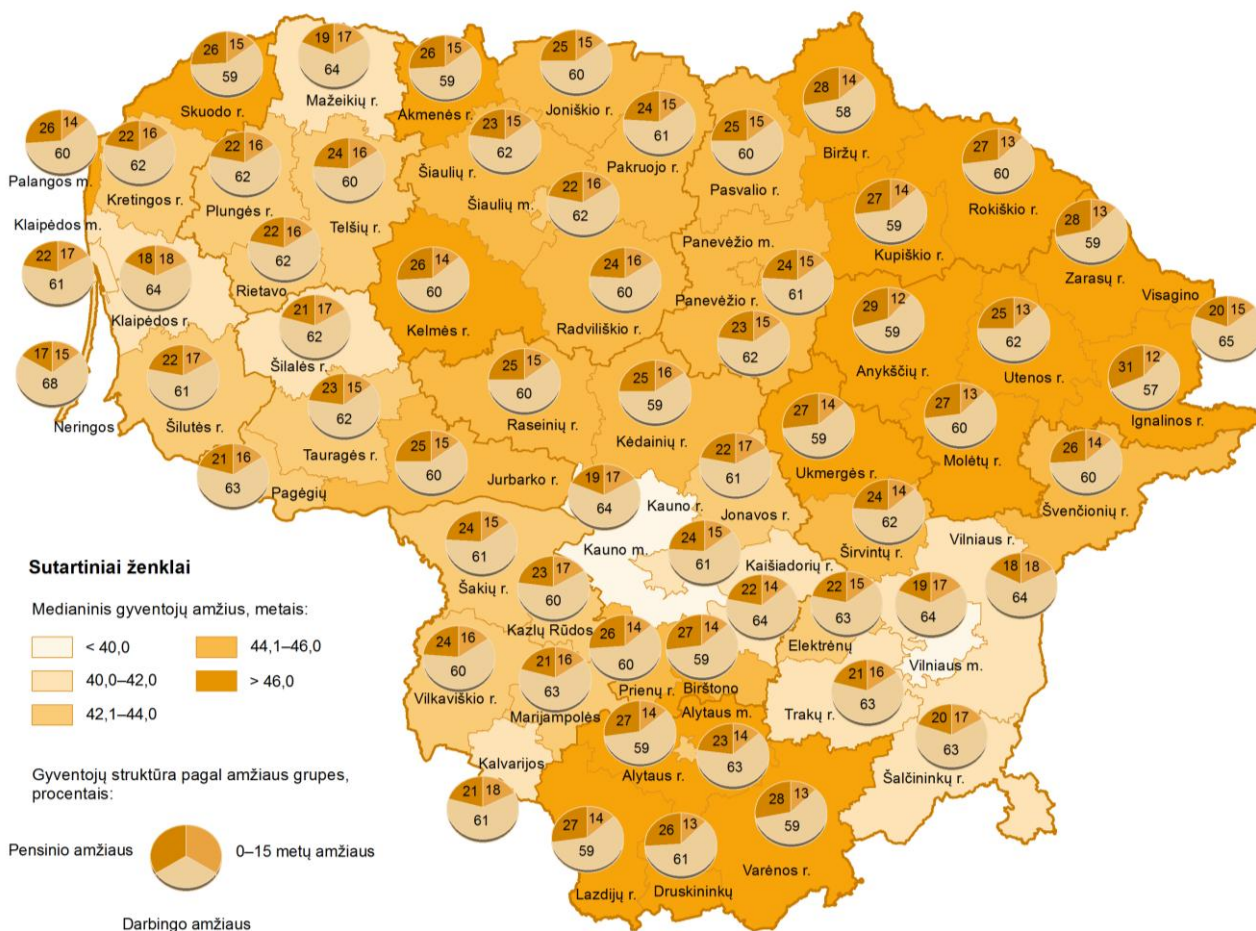 26 15
59
Skuodo r.
19 17
64
Mažeikių r.
26 15
59
Akmenės r.
25 15
60
Joniškio r.
24 15
61
Pakruojo r.
25 15
60
Pasvalio r.
28 14
58
Biržų r.
27 13
60
Rokiškio r.
26 14
60
Palangos m.
22 16
62
Kretingos r.
22 16
62
Plungės r.
24 16
60
Telšių r.
23 15
62
Šiaulių r.
22 16
62
Šiaulių m.
27 14
59
Kupiškio r.
28 13
59
Zarasų r.
Klaipėdos m.
22 17
61
18 18
64
Klaipėdos r.
22 16
62
Rietavo
26 14
60
Kelmės r.
24 16
60
Radviliškio r.
Panevėžio m.
24 15
61
Panevėžio r.
23 15
62
29 12
59
Anykščių r.
25 13
62
Utenos r.
Visagino
20 15
65
31 12
57
Ignalinos r.
17 15
68
Neringos
22 17
61
Šilutės r.
21 17
62
Šilalės r.
23 15
62
Tauragės r.
25 15
60
Raseinių r.
25 16
59
Kėdainių r.
27 14
59
Ukmergės r.
27 13
60
Molėtų r.
26 14
60
Švenčionių r.
21 16
63
Pagėgių
25 15
60
Jurbarko r.
19 17
64
Kauno r.
22 17
61
Jonavos r.
24 14
62
Širvintų r.
24 15
61
Šakių r.
Kauno m.
24 15
61
Kaišiadorių r.
22 14
64
22 15
63
Elektrėnų
Vilniaus r.
18 18
64
19 17
64
Vilniaus m.
23 17
60
Kazlų Rūdos
24 16
60
Vilkaviškio r.
21 16
63
Marijampolės
26 14
60
Prienų r.
27 14
59
Birštono
21 16
63
Trakų r.
20 17
63
Šalčininkų r.
Kalvarijos
21 18
61
27 14
59
Alytaus r.
Alytaus m.
23 14
63
27 14
59
Lazdijų r.
26 13
61
Druskininkų
28 13
59
Varėnos r.
Sutartiniai ženklai
Medianinis gyventojų amžius, metais:
< 40,0
44,1–46,0
40,0–42,0
> 46,0
42,1–44,0
Gyventojų struktūra pagal amžiaus grupes,
procentais:
Pensinio amžiaus
0–15 metų amžiaus
Darbingo amžiaus